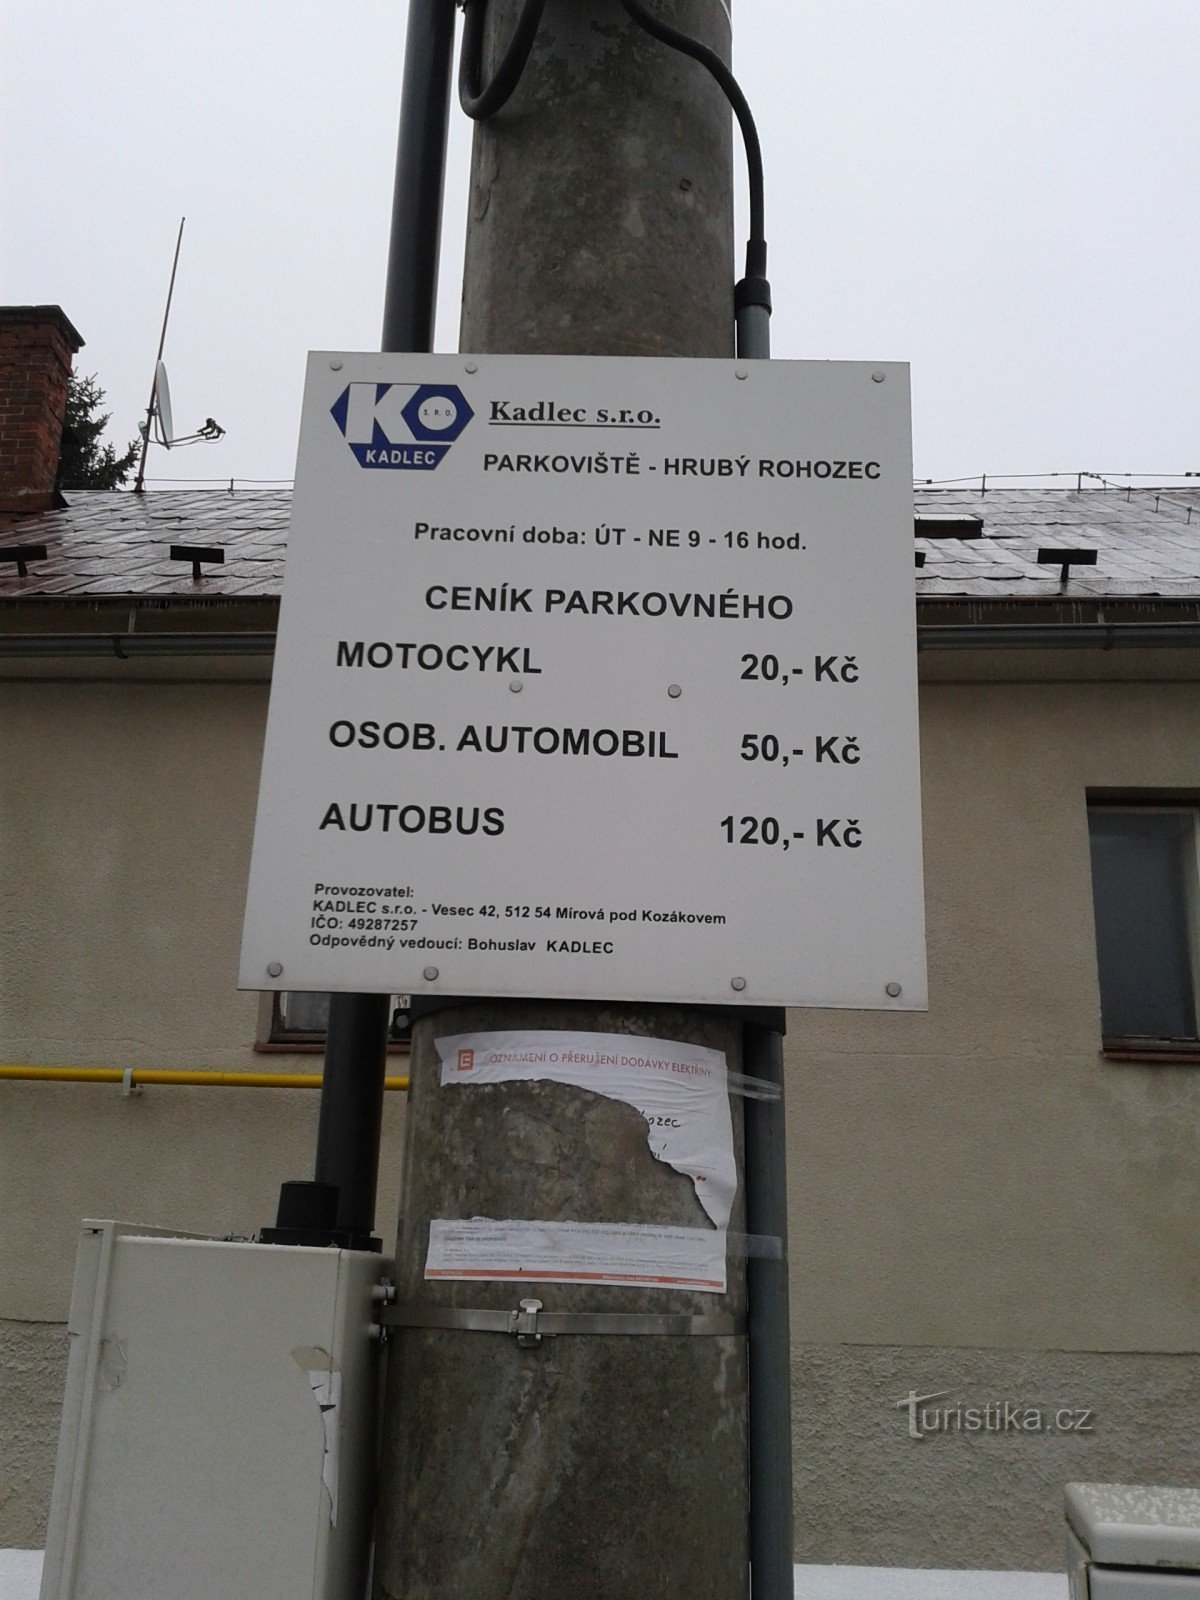 KO
S. R. O.
KADLEC
Kadlec s.r.o.
PARKOVIŠTĚ - HRUBÝ ROHOZEC
Pracovní doba: ÚT - NE 9 - 16 hod.
CENÍK PARKOVNÉHO
MOTOCYKL 20,- Kč
OSOB. AUTOMOBIL 50,- Kč
AUTOBUS 120,- Kč
Provozovatel:
KADLEC s.r.o. - Vesec 42, 512 54 Mírová pod Kozákovem
IČO: 49287257
Odpovědný vedoucí: Bohuslav KADLEC
OZNÁMENÍ O PŘERUŠENÍ DODÁVKY ELEKTŘINY
ozec
Turistika.cz